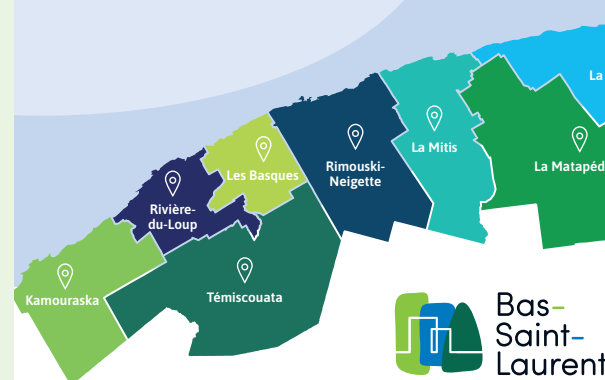 La
La Matapéd
La Mitis
Rimouski-
Neigette
Les Basques
Rivière-
du-Loup
Témiscouata
Kamouraska
Bas-
Saint-
Laurent